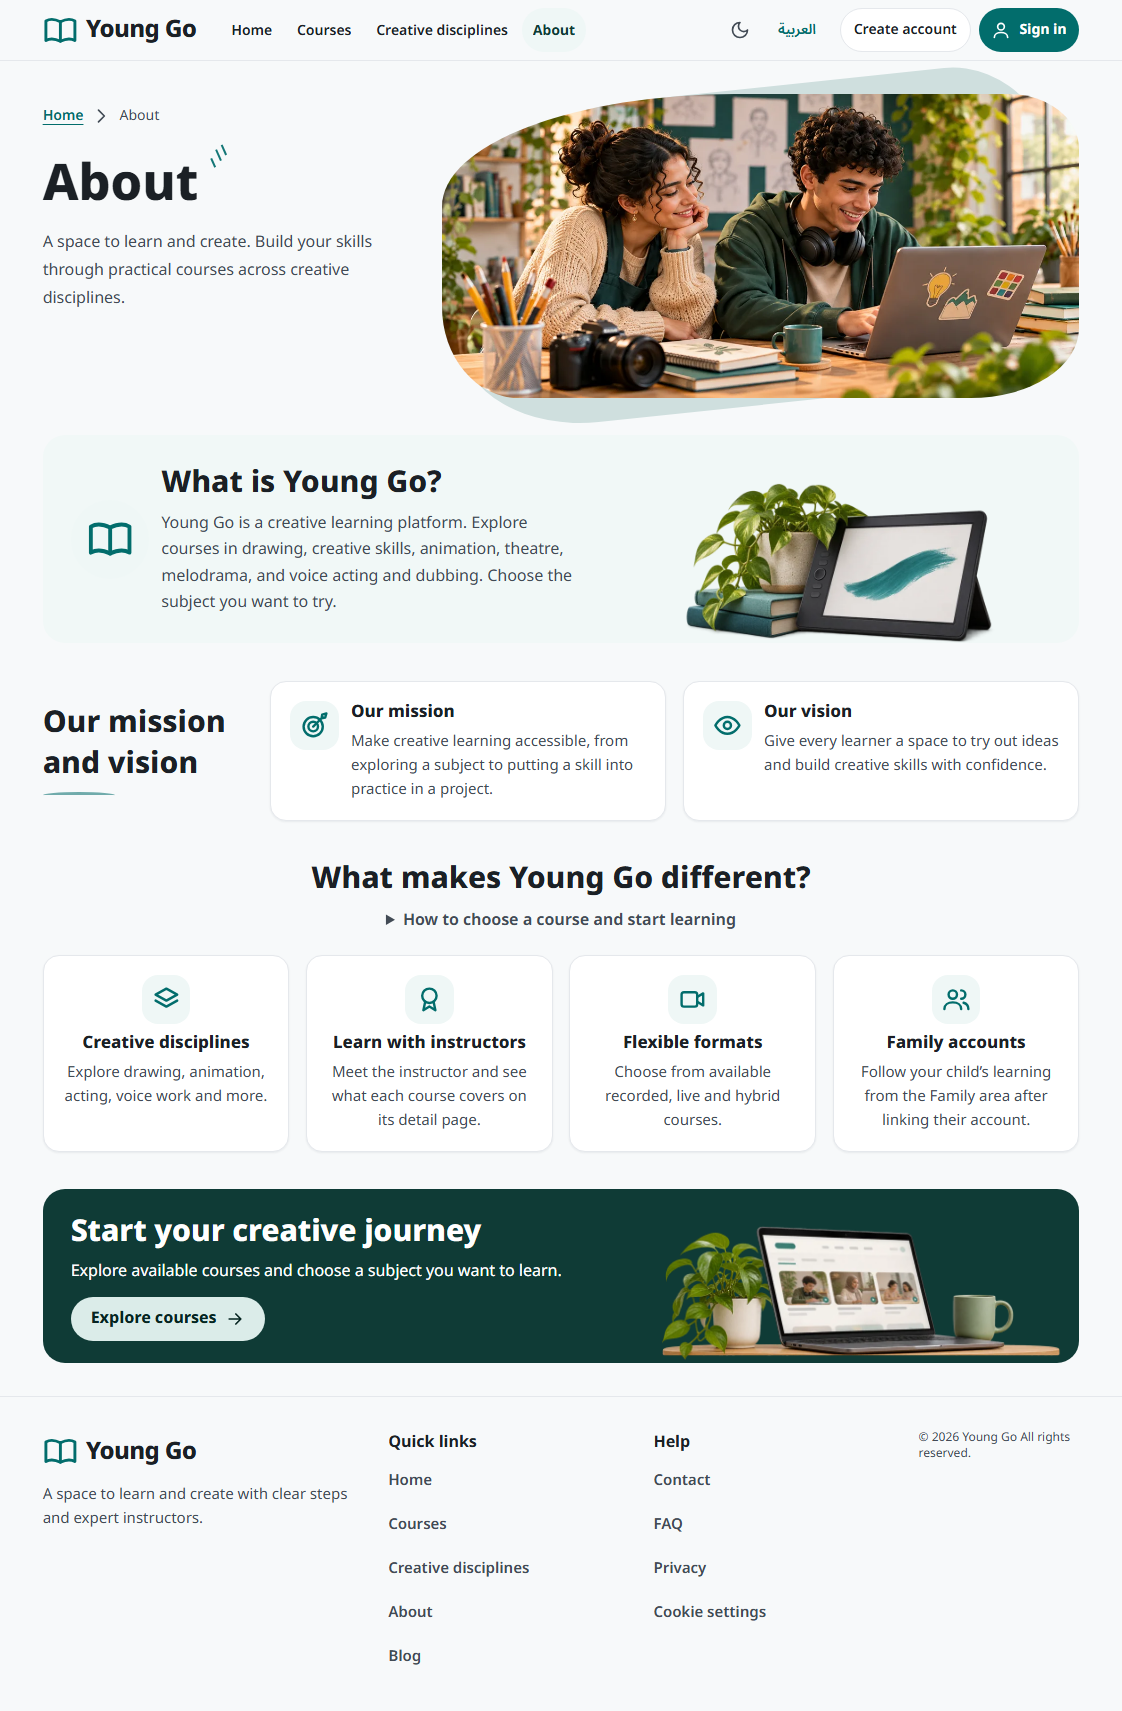 Young Go
Home
Courses
Creative disciplines
About
العربية
Create account
Sign in
Home
About
About
A space to learn and create. Build your skills
through practical courses across creative
disciplines.
What is Young Go?
Young Go is a creative learning platform. Explore
courses in drawing, creative skills, animation, theatre,
melodrama, and voice acting and dubbing. Choose the
subject you want to try.
Our mission
and vision
Our mission
Make creative learning accessible, from
exploring a subject to putting a skill into
practice in a project.
Our vision
Give every learner a space to try out ideas
and build creative skills with confidence.
What makes Young Go different?
How to choose a course and start learning
Creative disciplines
Explore drawing, animation,
acting, voice work and more.
Learn with instructors
Meet the instructor and see
what each course covers on
its detail page.
Flexible formats
Choose from available
recorded, live and hybrid
courses.
Family accounts
Follow your child’s learning
from the Family area after
linking their account.
Start your creative journey
Explore available courses and choose a subject you want to learn.
Explore courses
Young Go
A space to learn and create with clear steps
and expert instructors.
Quick links
Home
Courses
Creative disciplines
About
Blog
Help
Contact
FAQ
Privacy
Cookie settings
© 2026 Young Go All rights
reserved.